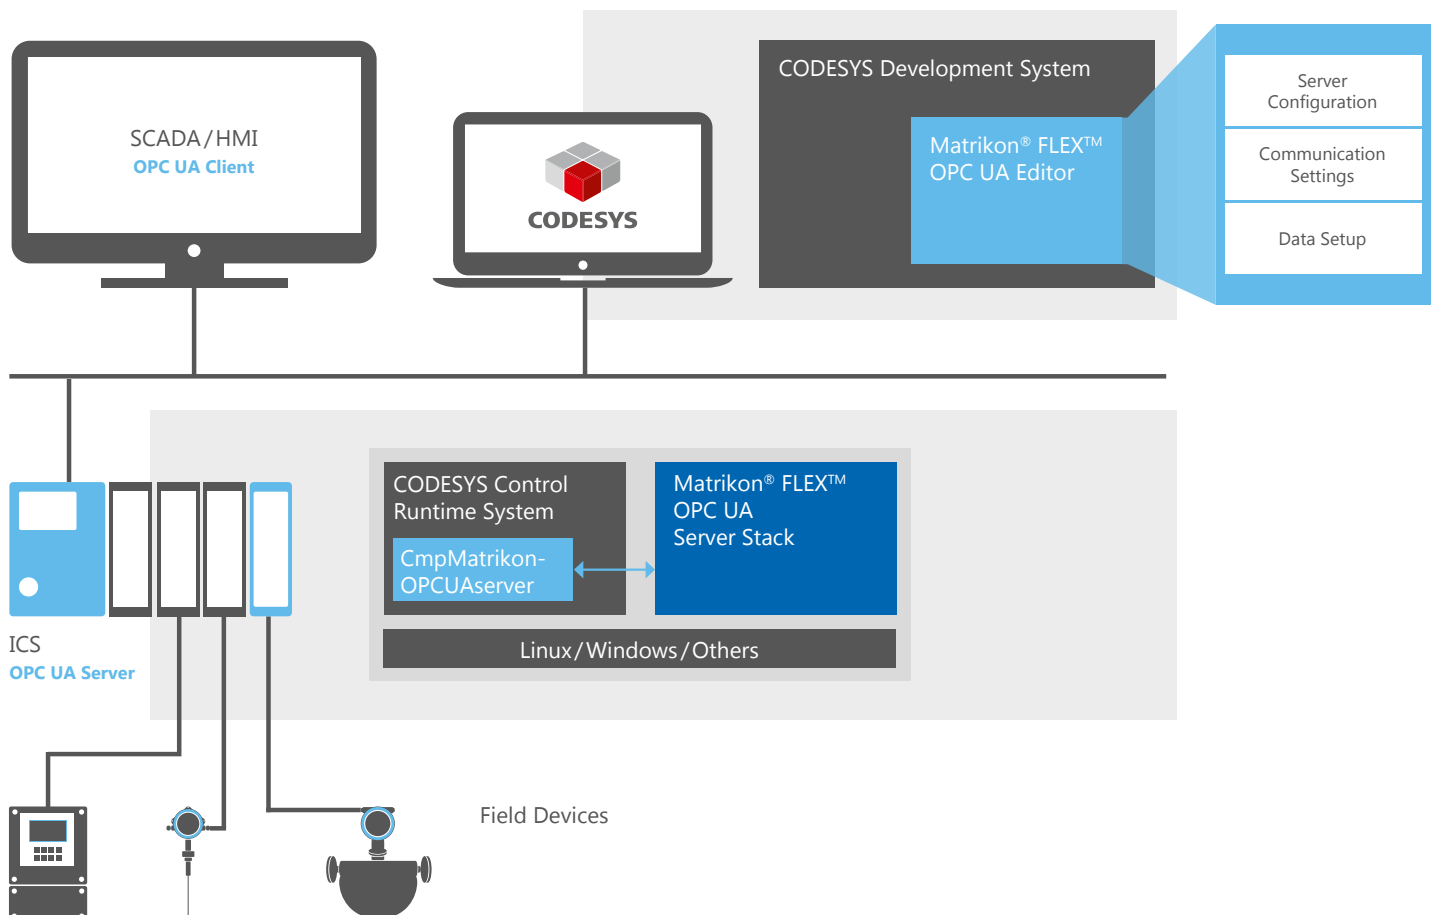 SCADA/HMI
OPC UA Client
CODESYS
CODESYS Development System
Matrikon® FLEX™
OPC UA Editor
Server
Configuration
Communication
Settings
Data Setup
ICS
OPC UA Server
CODESYS Control
Runtime System
CmpMatrikon-
OPCUAserver
Matrikon® FLEX™
OPC UA
Server Stack
Linux/Windows/Others
Field Devices